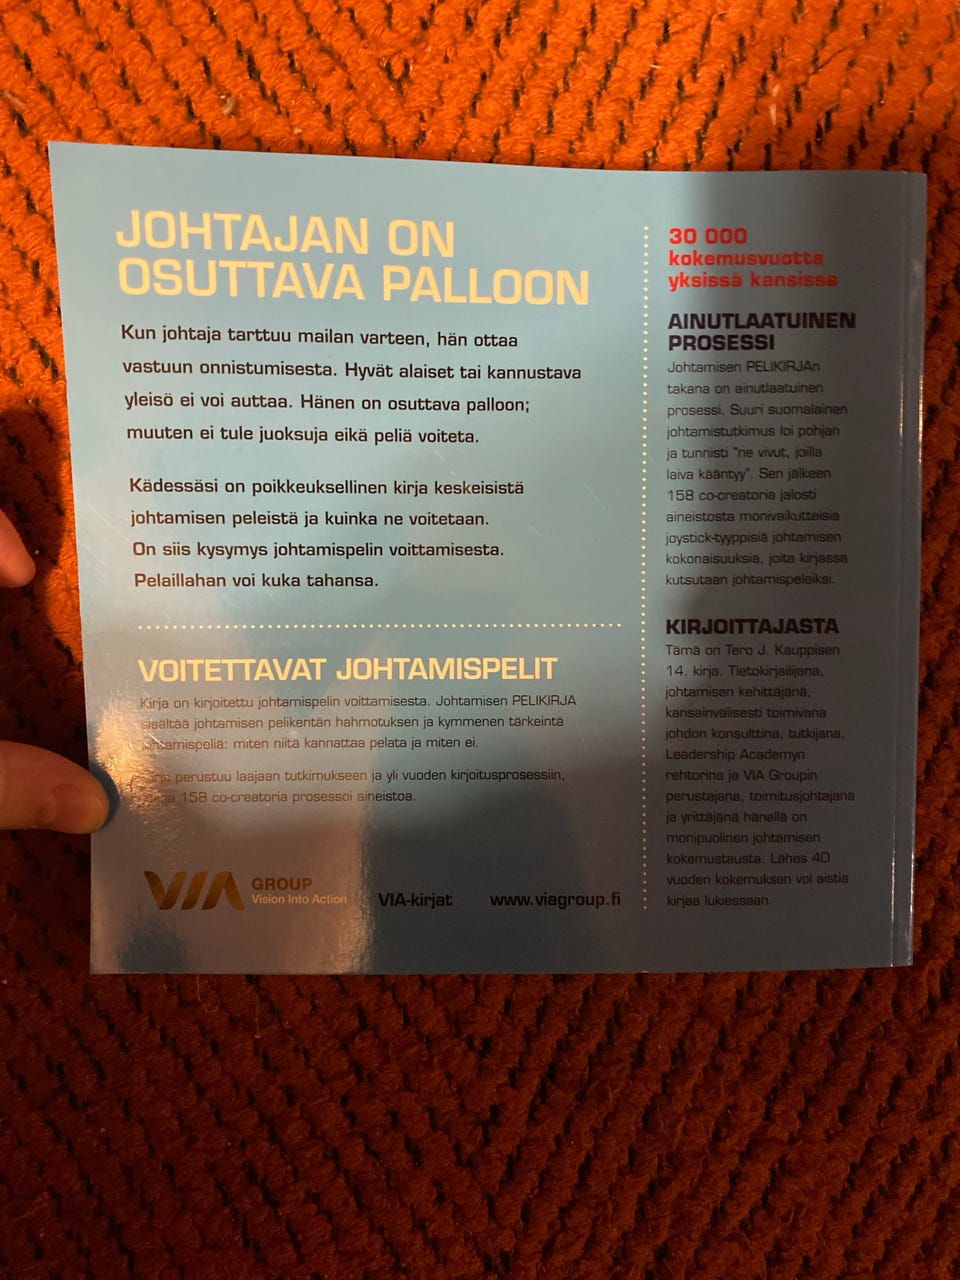 JOHTAJAN ON
OSUTTAVA PALLOON
Kun johtaja tarttuu mailan varteen, hän ottaa
vastuun onnistumisesta. Hyvät alaiset tai kannustava
yleisö ei voi auttaa. Hänen on osuttava palloon;
muuten ei tule juoksuja eikä peliä voiteta.
Kädessäsi on poikkeuksellinen kirja keskeisistä
johtamisen peleistä ja kuinka ne voitetaan.
On siis kysymys johtamispelin voittamisesta.
Pelaillahan voi kuka tahansa.
VOITETTAVAT JOHTAMISPELIT
Kirja on kirjoitettu johtamispelin voittamisesta. Johtamisen PELIKIRJA
sisältää johtamisen pelikentän hahmotuksen ja kymmenen tärkeintä
johtamispeliä: miten niitä kannattaa pelata ja miten ei.
perustuu laajaan tutkimukseen ja yli vuoden kirjoitusprosessiin,
158 co-creatoria prosessoi aineistoa.
VIA GROUP
Vision Into Action
VIA-kirjat
www.viagroup.fi
30 000
kokemusvuotta
yksissä kansissa
AINUTLAATUINEN
PROSESSI
Johtamisen PELIKIRJAn
takana on ainutlaatuinen
prosessi. Suuri suomalainen
johtamistutkimus loi pohjan
ja tunnisti "ne vivut, joilla
laiva kääntyy". Sen jälkeen
158 co-creatoria jalosti
aineistosta monivaikutteisia
joystick-tyyppisiä johtamisen
kokonaisuuksia, joita kirjassa
kutsutaan johtamispeleiksi.
KIRJOITTAJASTA
Tämä on Tero J. Kauppisen
14. kirja. Tietokirjailijana,
johtamisen kehittäjänä,
kansainvälisesti toimivana
johdon konsulttina, tutkijana,
Leadership Academyn
rehtorina ja VIA Groupin
perustajana, toimitusjohtajana
ja yrittäjänä hänellä on
monipuolinen johtamisen
kokemustausta. Lähes 40
vuoden kokemuksen voi aistia
kirjaa lukiessaan.